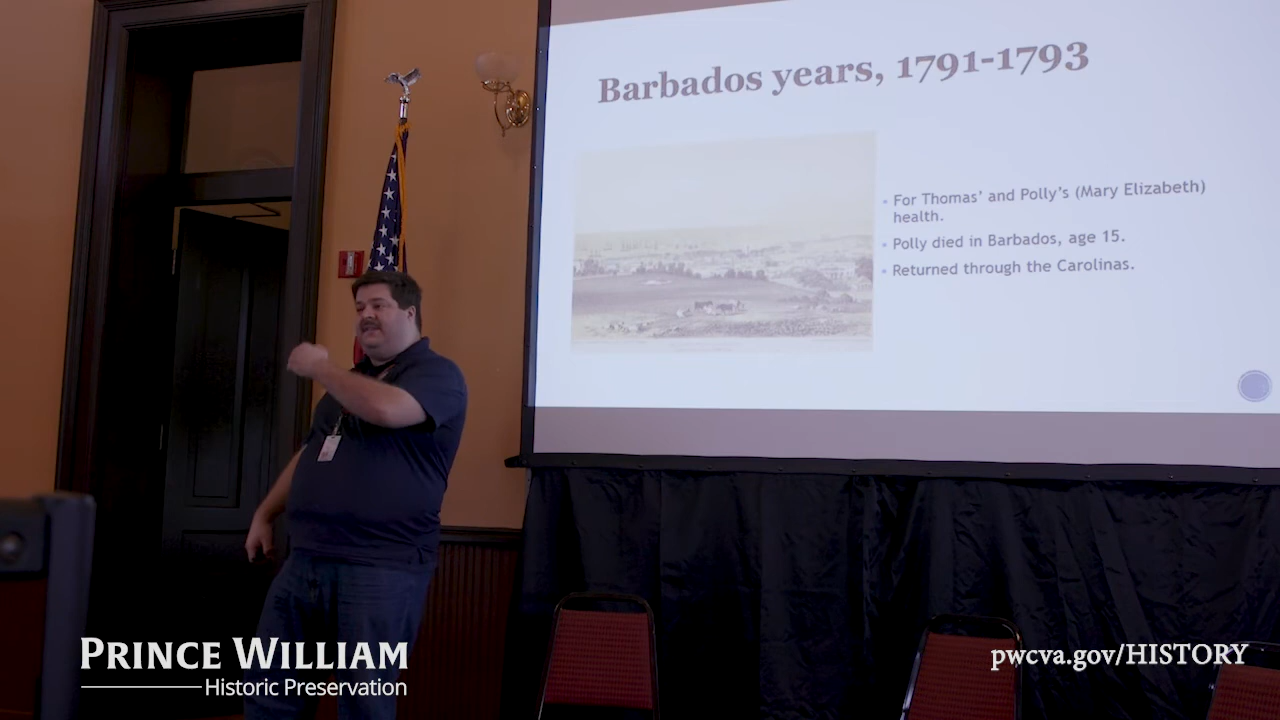 Barbados years, 1791-1793
• For Thomas' and Polly's (Mary Elizabeth)
health.
• Polly died in Barbados, age 15.
• Returned through the Carolinas.
PRINCE WILLIAM
Historic Preservation
pwcva.gov/HISTORY